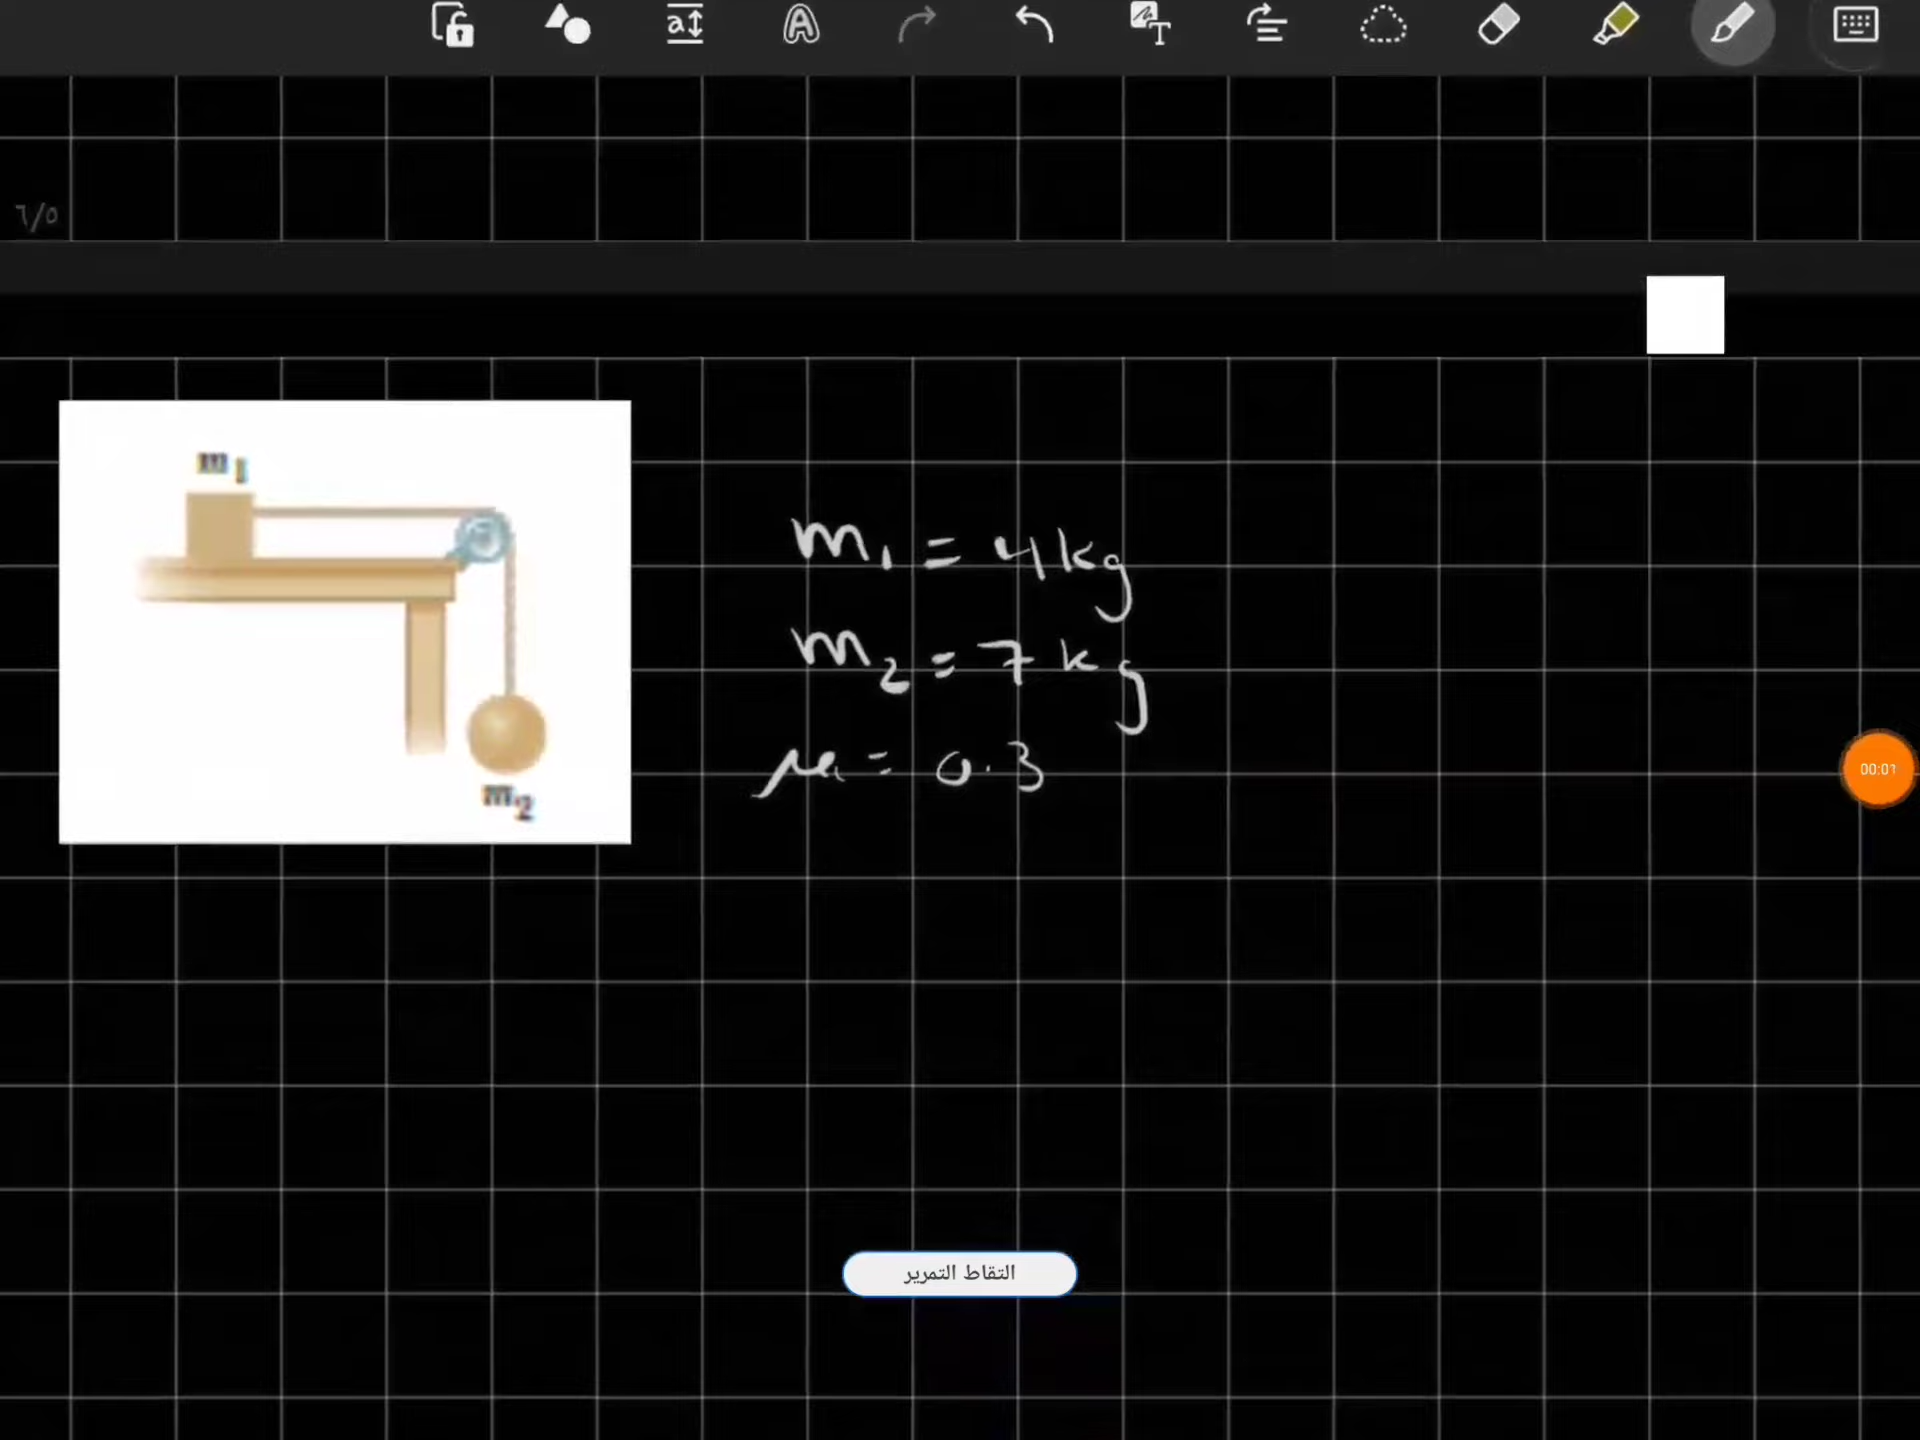 a
A
T
٦/٥
m1
m1 = 4kg
m2 = 7kg
μ = 0.3
m2
00:01
التقاط التمرير